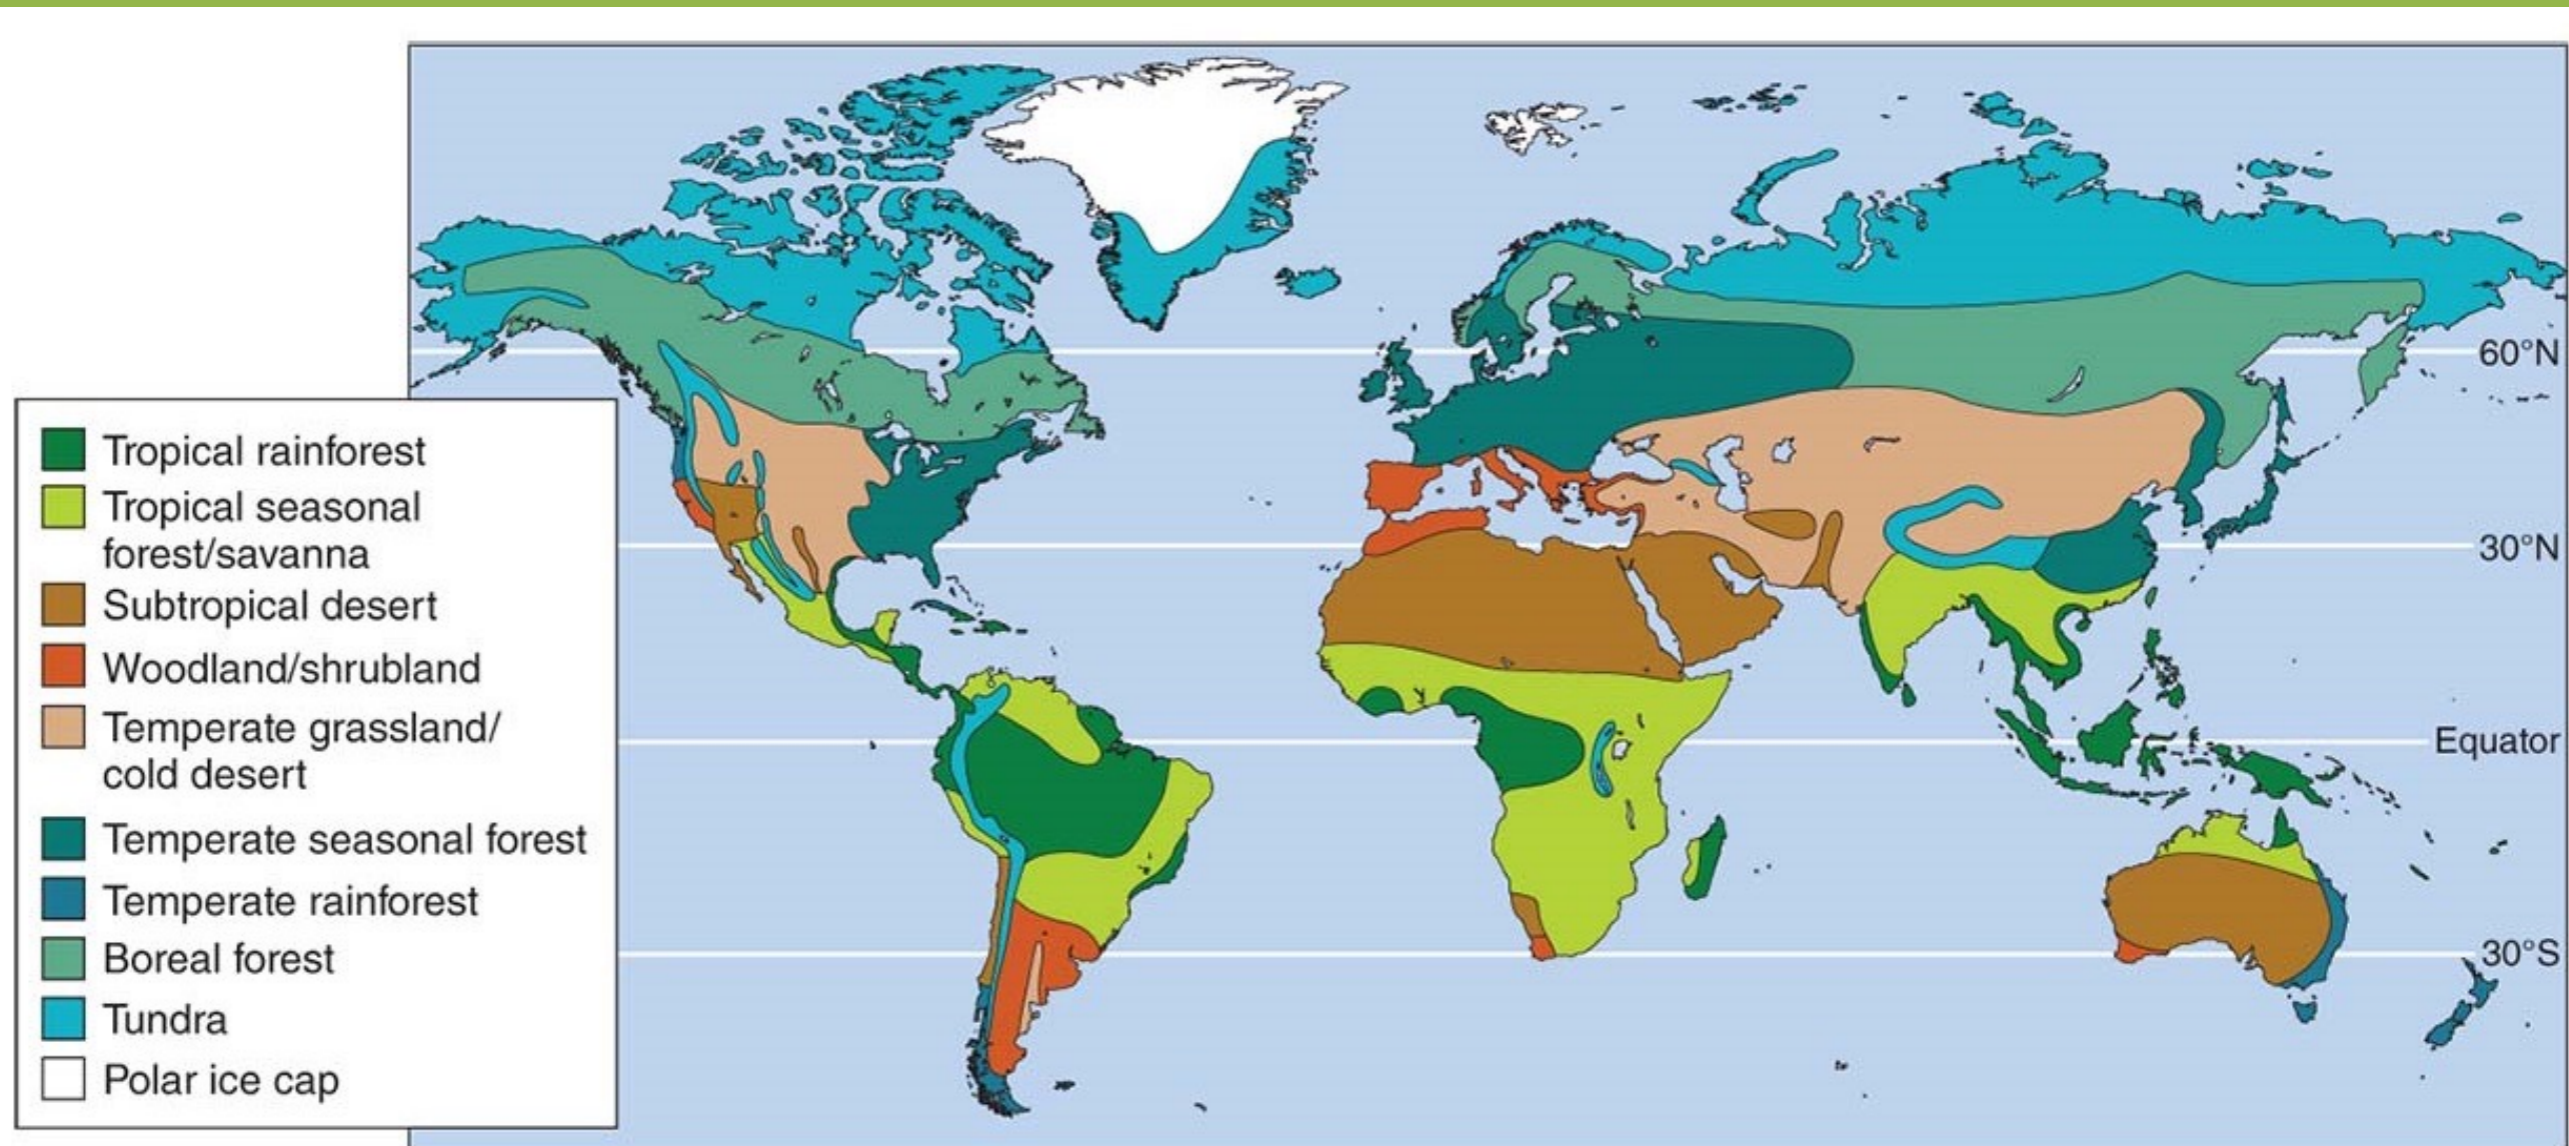 Tropical rainforest
Tropical seasonal
forest/savanna
Subtropical desert
Woodland/shrubland
Temperate grassland/
cold desert
Temperate seasonal forest
Temperate rainforest
Boreal forest
Tundra
Polar ice cap
60°N
30°N
Equator
30°S